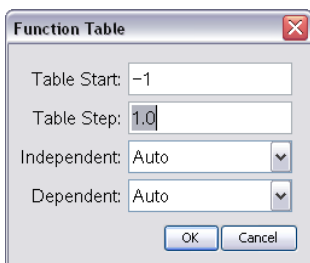 Function Table
Table Start: −1
Table Step: 1.0
Independent: Auto
Dependent: Auto
OK Cancel